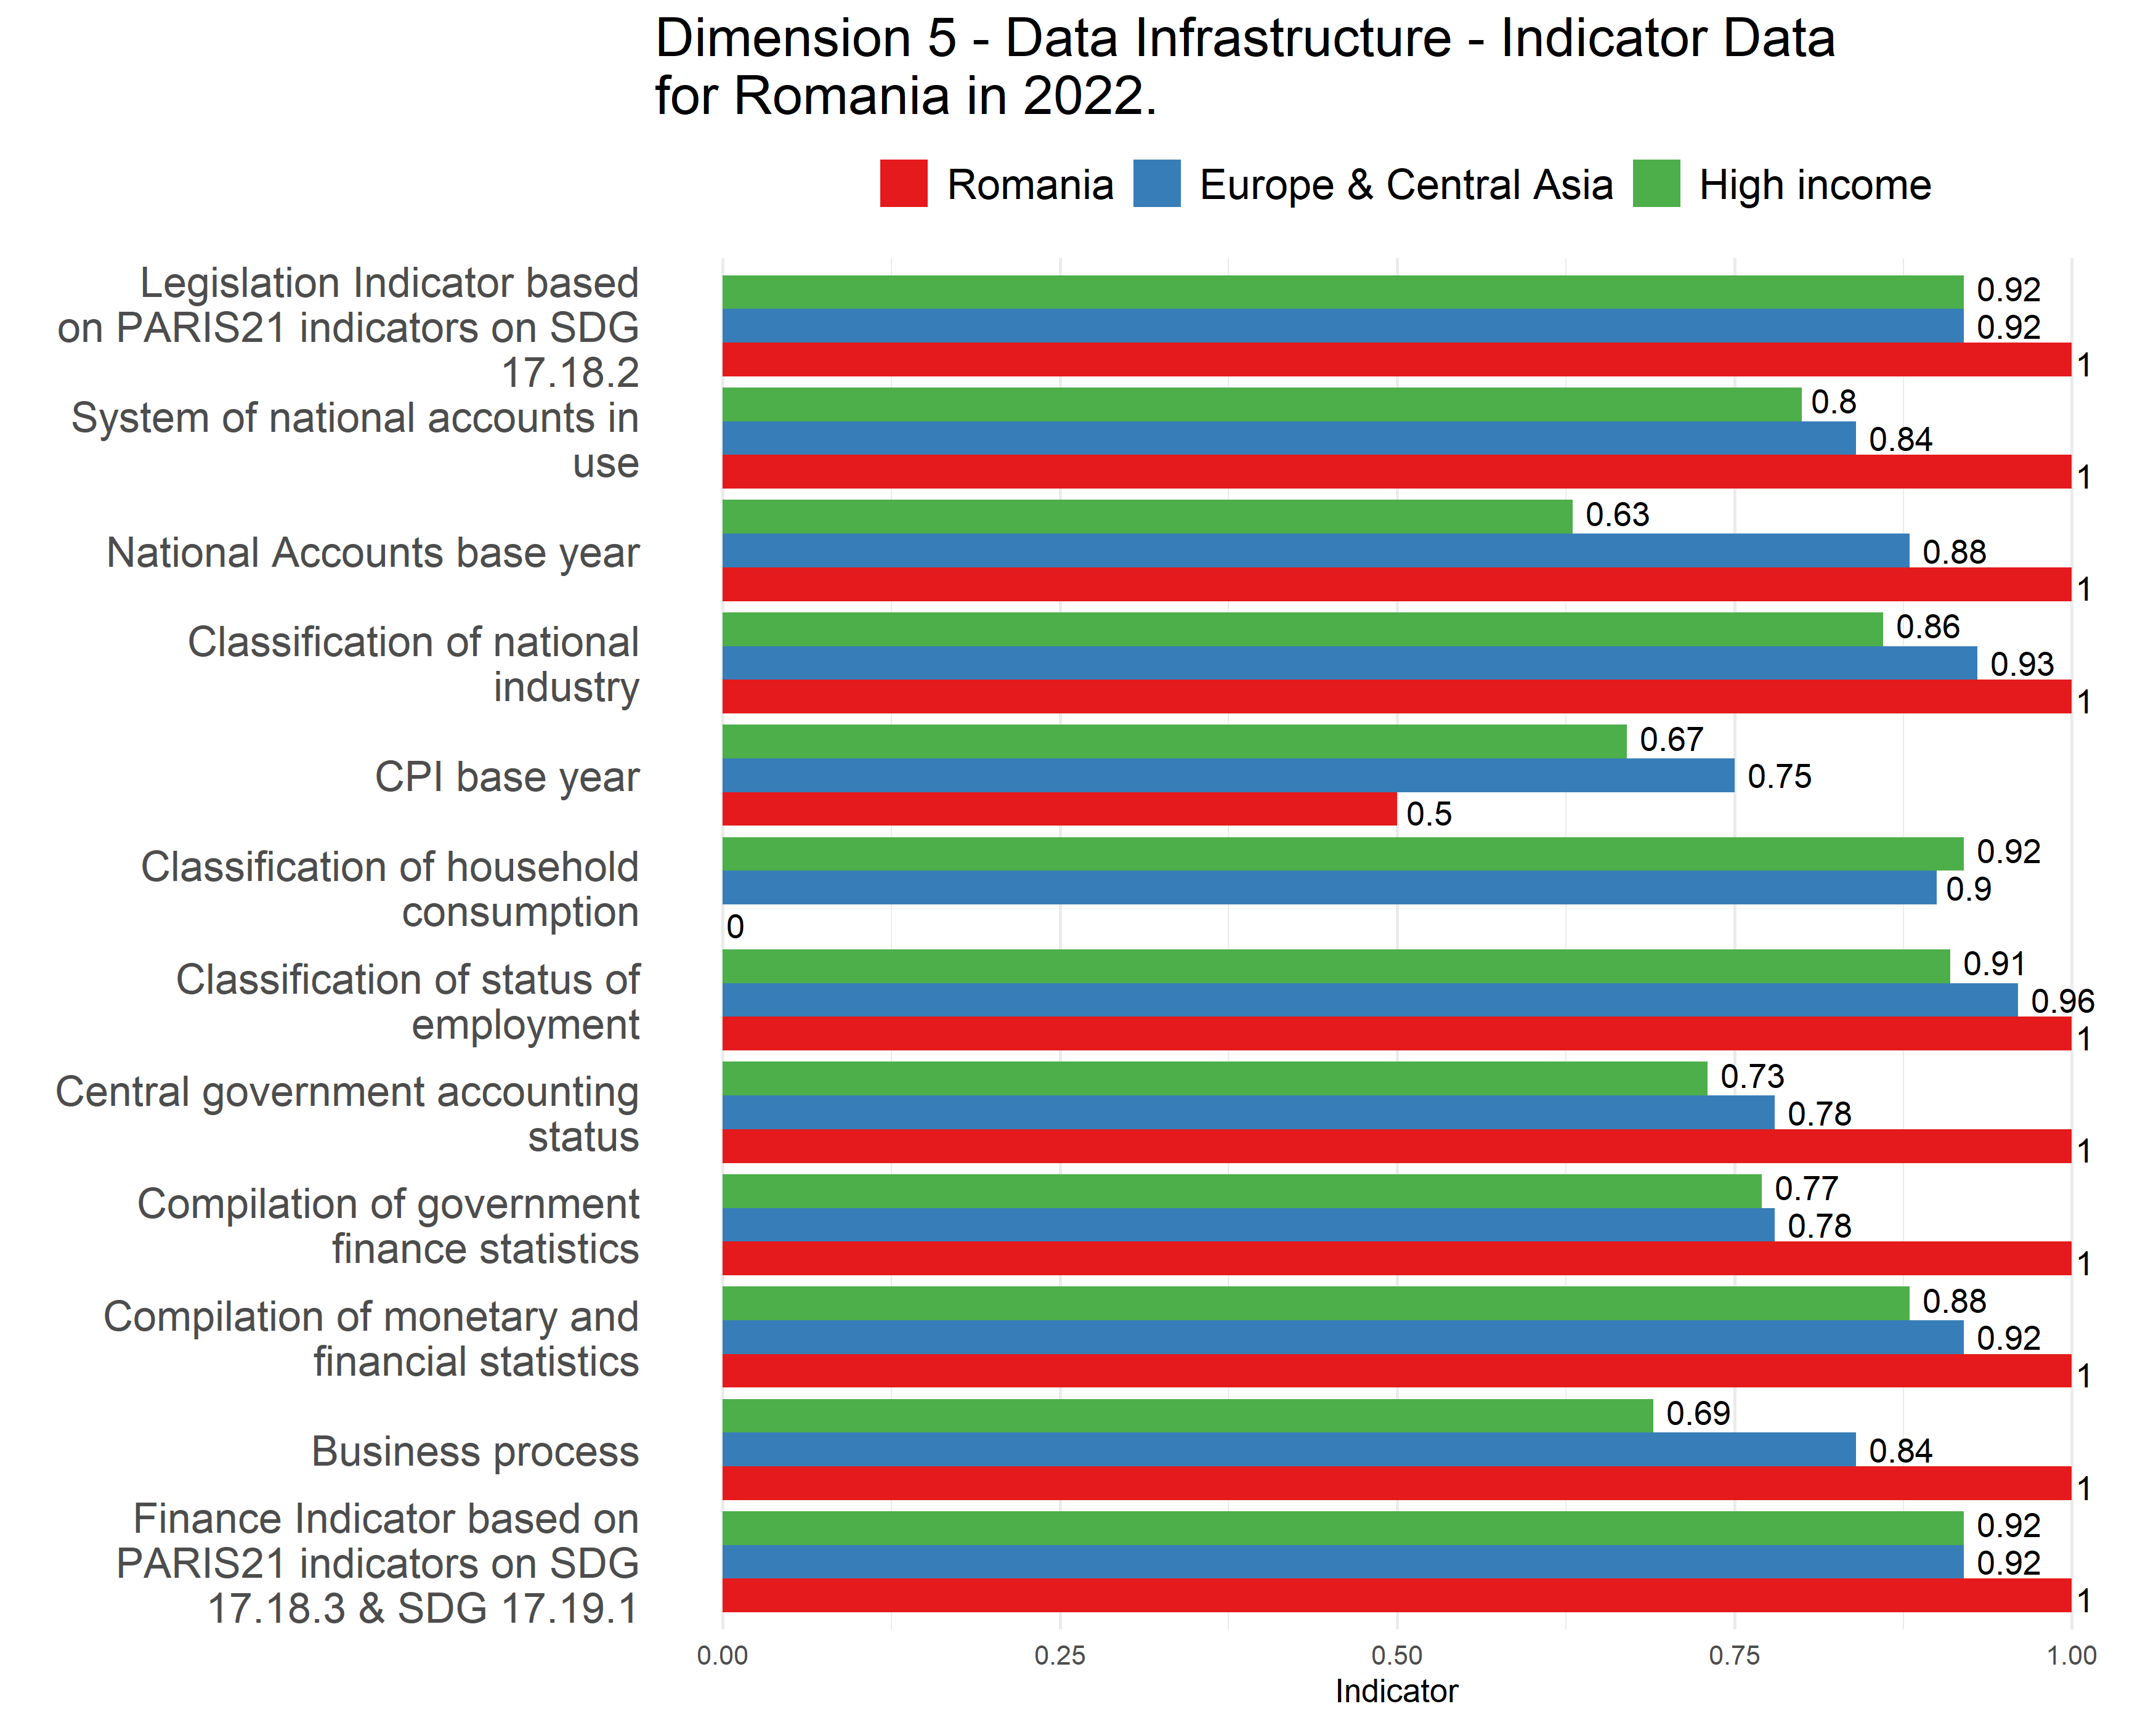 Dimension 5 - Data Infrastructure - Indicator Data
for Romania in 2022.
Romania Europe & Central Asia High income
Legislation Indicator based
on PARIS21 indicators on SDG
17.18.2
0.92
0.92
1
System of national accounts in
use
0.8
0.84
1
National Accounts base year
0.63
0.88
1
Classification of national
industry
0.86
0.93
1
CPI base year
0.67
0.75
0.5
Classification of household
consumption
0.92
0.9
0
Classification of status of
employment
0.91
0.96
1
Central government accounting
status
0.73
0.78
1
Compilation of government
finance statistics
0.77
0.78
1
Compilation of monetary and
financial statistics
0.88
0.92
1
Business process
0.69
0.84
1
Finance Indicator based on
PARIS21 indicators on SDG
17.18.3 & SDG 17.19.1
0.92
0.92
1
0.00 0.25 0.50 0.75 1.00
Indicator